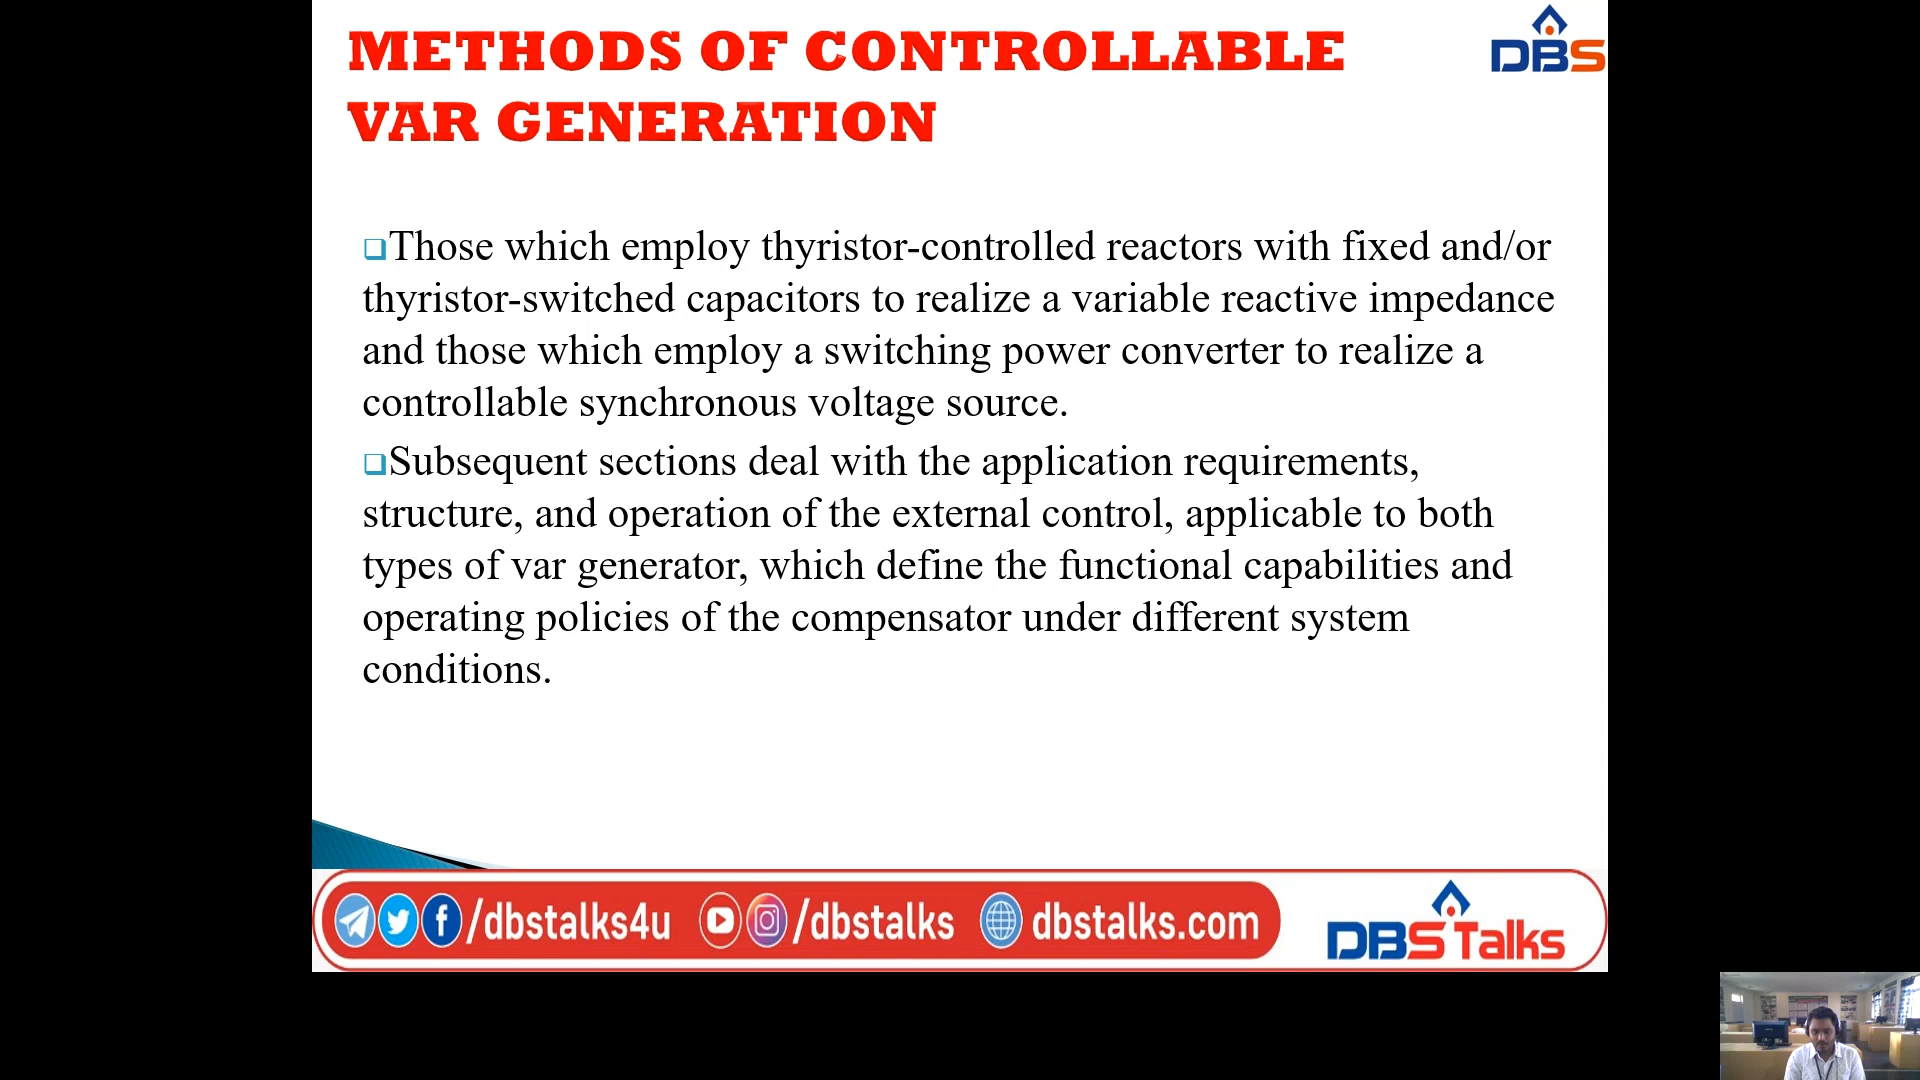 METHODS OF CONTROLLABLE
VAR GENERATION
DBS
Those which employ thyristor-controlled reactors with fixed and/or
thyristor-switched capacitors to realize a variable reactive impedance
and those which employ a switching power converter to realize a
controllable synchronous voltage source.
Subsequent sections deal with the application requirements,
structure, and operation of the external control, applicable to both
types of var generator, which define the functional capabilities and
operating policies of the compensator under different system
conditions.
/dbstalks4u /dbstalks dbstalks.com
DBS Talks